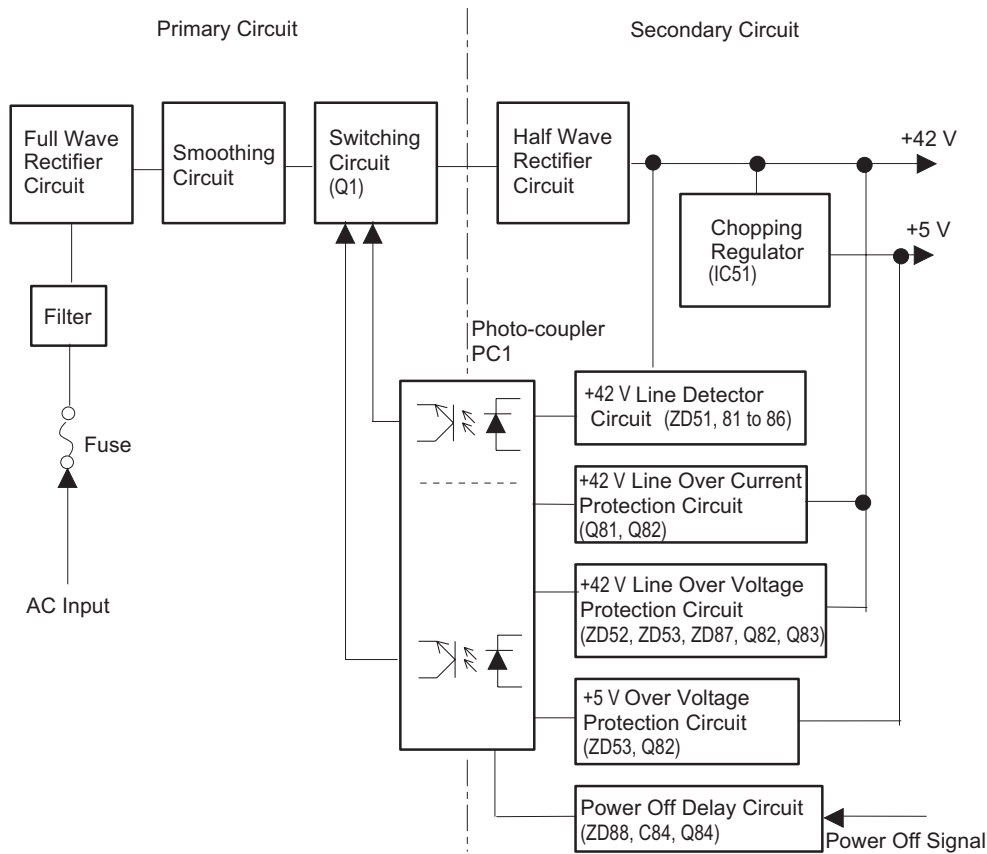 Primary Circuit
Secondary Circuit
Full Wave
Rectifier
Circuit
Smoothing
Circuit
Switching
Circuit
(Q1)
Half Wave
Rectifier
Circuit
+42 V
Chopping
Regulator
(IC51)
+5 V
Filter
Photo-coupler
PC1
Fuse
AC Input
+42 V Line Detector
Circuit (ZD51, 81 to 86)
+42 V Line Over Current
Protection Circuit
(Q81, Q82)
+42 V Line Over Voltage
Protection Circuit
(ZD52, ZD53, ZD87, Q82, Q83)
+5 V Over Voltage
Protection Circuit
(ZD53, Q82)
Power Off Delay Circuit
(ZD88, C84, Q84)
Power Off Signal